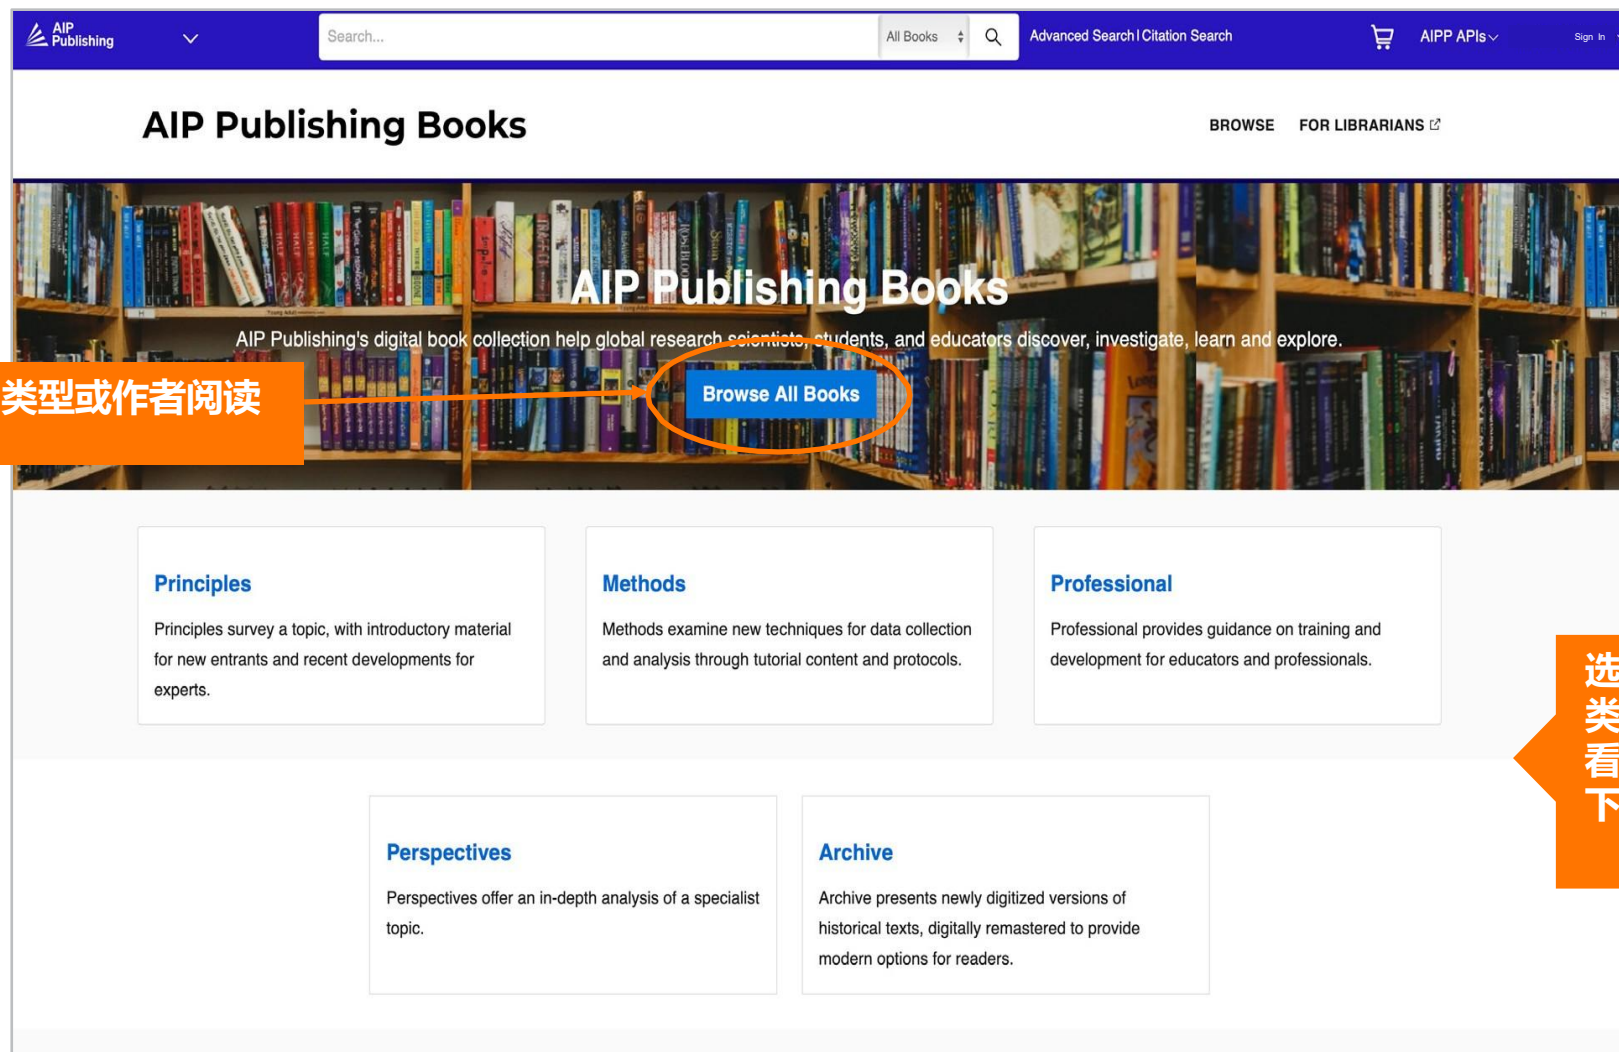 AIP
Publishing
Search...
All Books
Advanced Search | Citation Search
AIPP APIs
Sign In
AIP Publishing Books
BROWSE
FOR LIBRARIANS
AIP Publishing Books
AIP Publishing's digital book collection help global research scientists, students, and educators discover, investigate, learn and explore.
类型或作者阅读
Browse All Books
Principles
Principles survey a topic, with introductory material
for new entrants and recent developments for
experts.
Methods
Methods examine new techniques for data collection
and analysis through tutorial content and protocols.
Professional
Professional provides guidance on training and
development for educators and professionals.
选
类
看
下
Perspectives
Perspectives offer an in-depth analysis of a specialist
topic.
Archive
Archive presents newly digitized versions of
historical texts, digitally remastered to provide
modern options for readers.